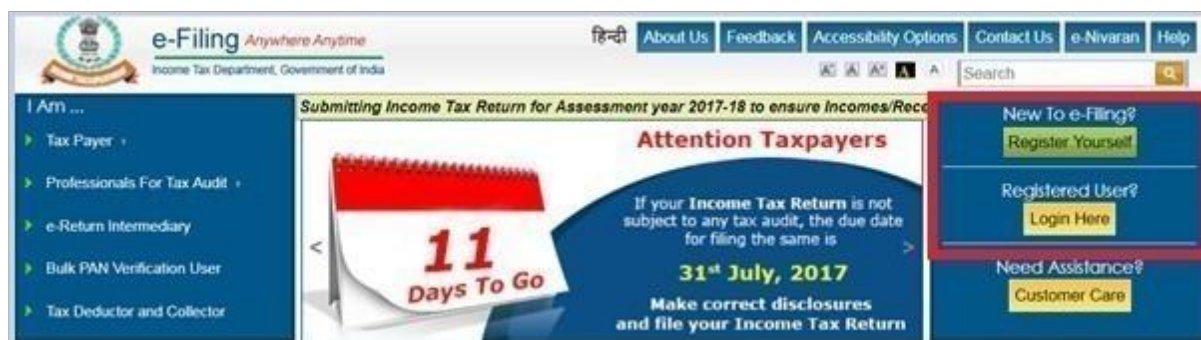 e-Filing Anywhere Anytime
Income Tax Department, Government of India
हिन्दी About Us Feedback Accessibility Options Contact Us e-Nivaran Help
A A A A
Search
I Am ...
Tax Payer
Professionals For Tax Audit
e-Return Intermediary
Bulk PAN Verification User
Tax Deductor and Collector
Submitting Income Tax Return for Assessment year 2017-18 to ensure Incomes/Rece
11
Days To Go
Attention Taxpayers
If your Income Tax Return is not
subject to any tax audit, the due date
for filing the same is
31st July, 2017
Make correct disclosures
and file your Income Tax Return
New To e-Filing?
Register Yourself
Registered User?
Login Here
Need Assistance?
Customer Care